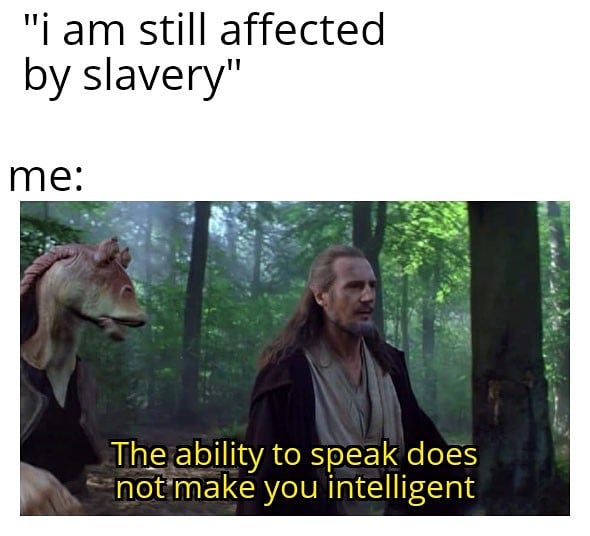 "i am still affected
by slavery"
me:
The ability to speak does
not make you intelligent